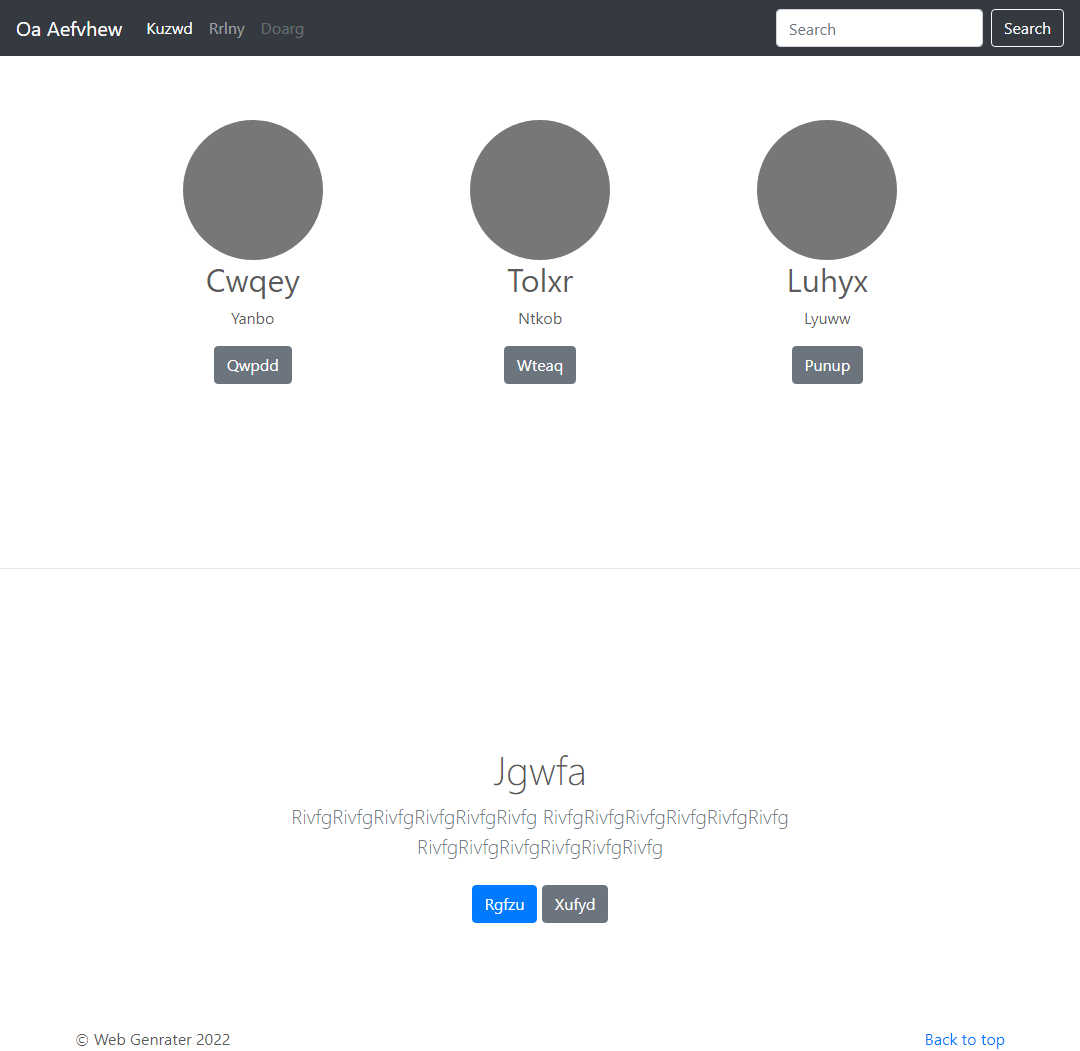 Oa Aefvhew Kuzwd Rrlny Doarg Search Search
Cwqey Tolxr Luhyx
Yanbo Ntkob Lyuww
Qwpdd Wteaq Punup
Jgwfa
RivfgRivfgRivfgRivfgRivfgRivfg RivfgRivfgRivfgRivfgRivfgRivfg
RivfgRivfgRivfgRivfgRivfgRivfg
Rgfzu Xufyd
© Web Genrater 2022 Back to top